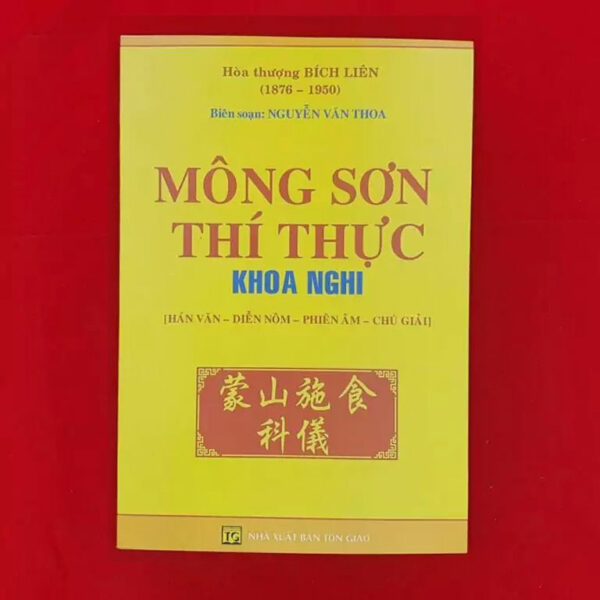 Hòa thượng BÍCH LIÊN
(1876 – 1950)
Biên soạn: NGUYỄN VĂN THOA
MÔNG SƠN
THÍ THỰC
KHOA NGHI
[HÁN VĂN – DIỄN NÔM – PHIÊN ÂM – CHÚ GIẢI]
蒙山施食
科儀
TG NHÀ XUẤT BẢN TÔN GIÁO